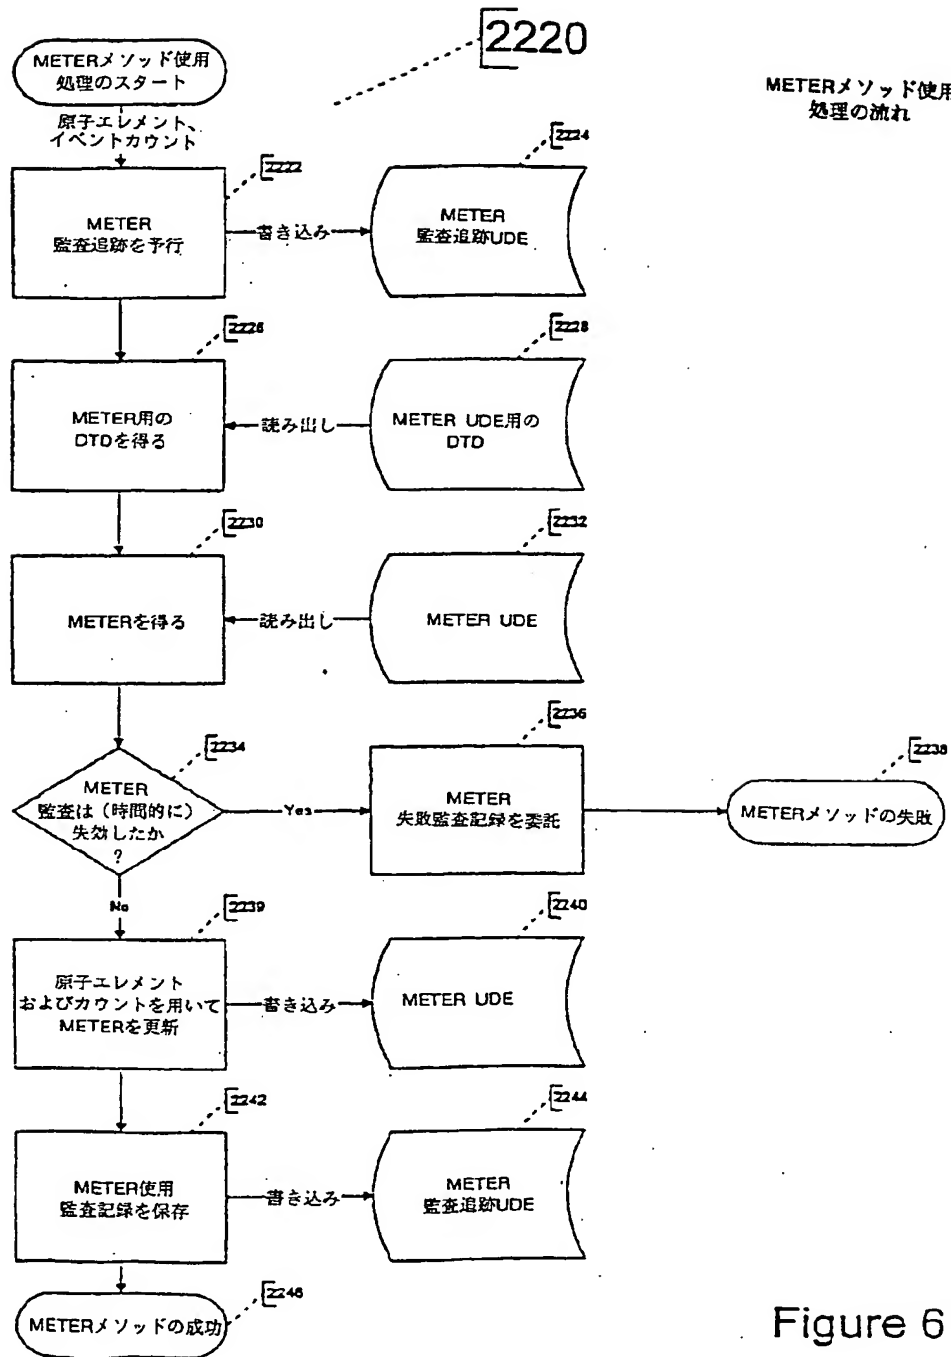 2220
METERメソッド使用
処理のスタート
METERメソッド使用
処理の流れ
原子エレメント、
イベントカウント
2222
2224
METER
監査追跡を予行
書き込み
METER
監査追跡UDE
2226
2228
METER用の
DTDを得る
読み出し
METER UDE用の
DTD
2230
2232
METERを得る
読み出し
METER UDE
2234
2236
2238
METER
監査は(時間的に)
失効したか
?
Yes
METER
失敗監査記録を委託
METERメソッドの失敗
No
2239
2240
原子エレメント
およびカウントを用いて
METERを更新
書き込み
METER UDE
2242
2244
METER使用
監査記録を保存
書き込み
METER
監査追跡UDE
2246
METERメソッドの成功
Figure 6